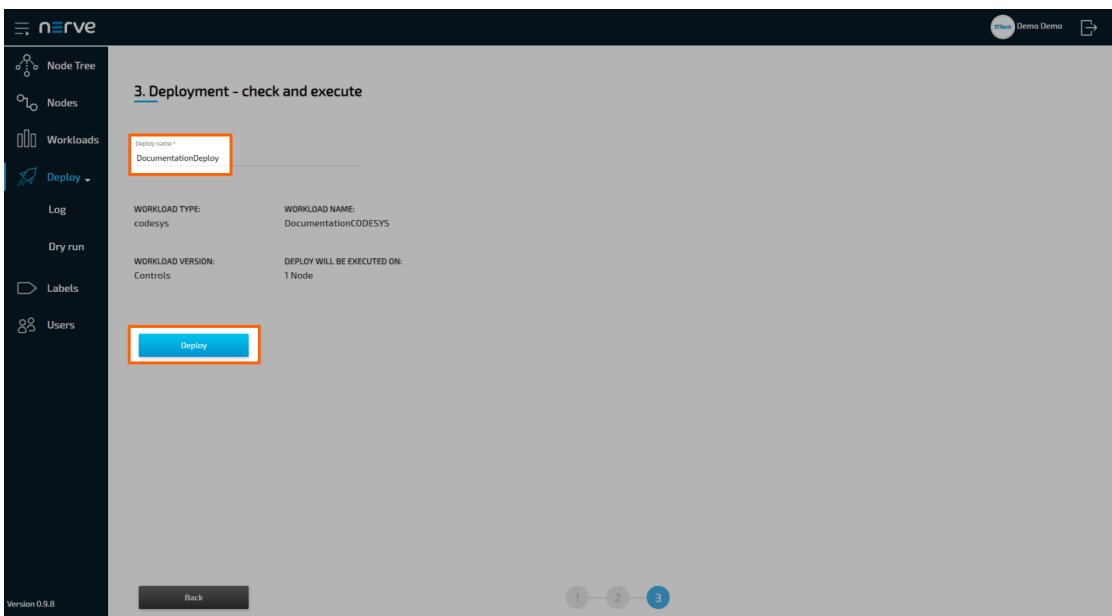 nerve
TTTech Demo Demo
Node Tree
Nodes
Workloads
Deploy
Log
Dry run
Labels
Users
Version 0.9.8
3. Deployment - check and execute
Deploy name *
DocumentationDeploy
WORKLOAD TYPE:
codesys
WORKLOAD NAME:
DocumentationCODESYS
WORKLOAD VERSION:
Controls
DEPLOY WILL BE EXECUTED ON:
1 Node
Deploy
Back
1 2 3